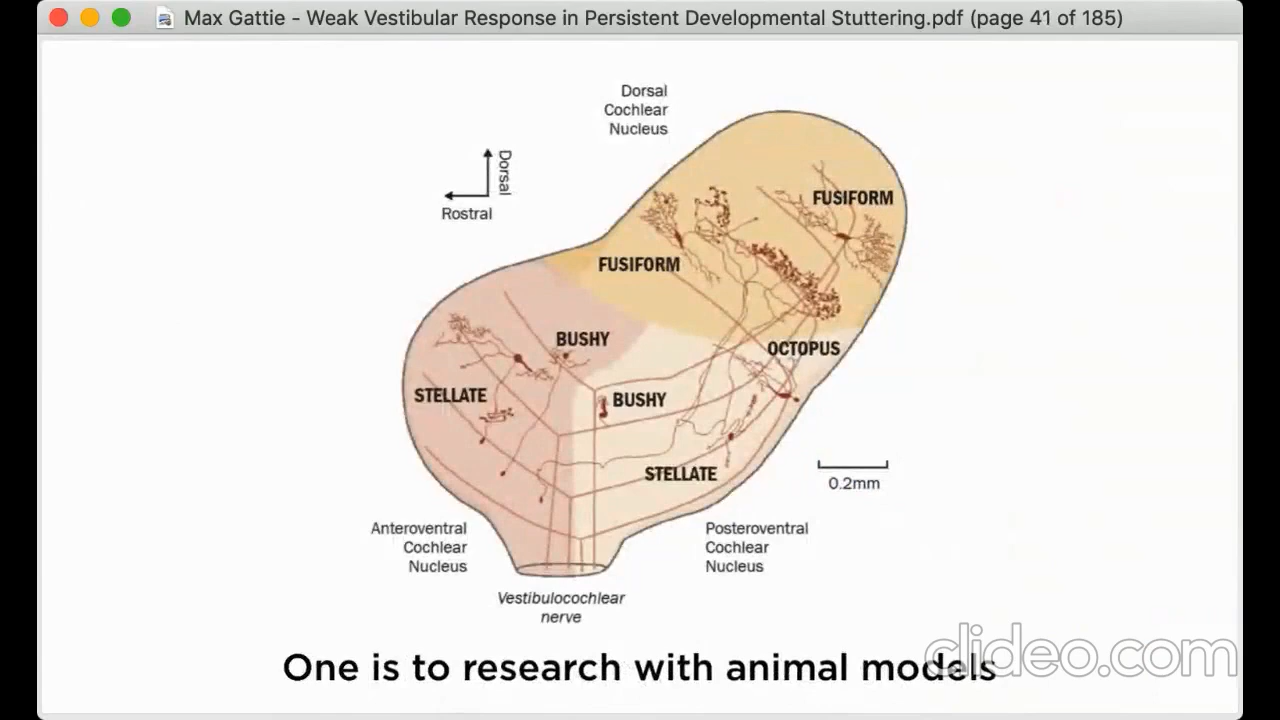 Max Gattie - Weak Vestibular Response in Persistent Developmental Stuttering.pdf (page 41 of 185)
Dorsal
Cochlear
Nucleus
Dorsal
Rostral
FUSIFORM
FUSIFORM
BUSHY
OCTOPUS
STELLATE
BUSHY
STELLATE
0.2mm
Anteroventral
Cochlear
Nucleus
Posteroventral
Cochlear
Nucleus
Vestibulocochlear
nerve
One is to research with animal models
clideo.com